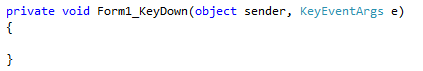 private void Form1_KeyDown(object sender, KeyEventArgs e)
{
}